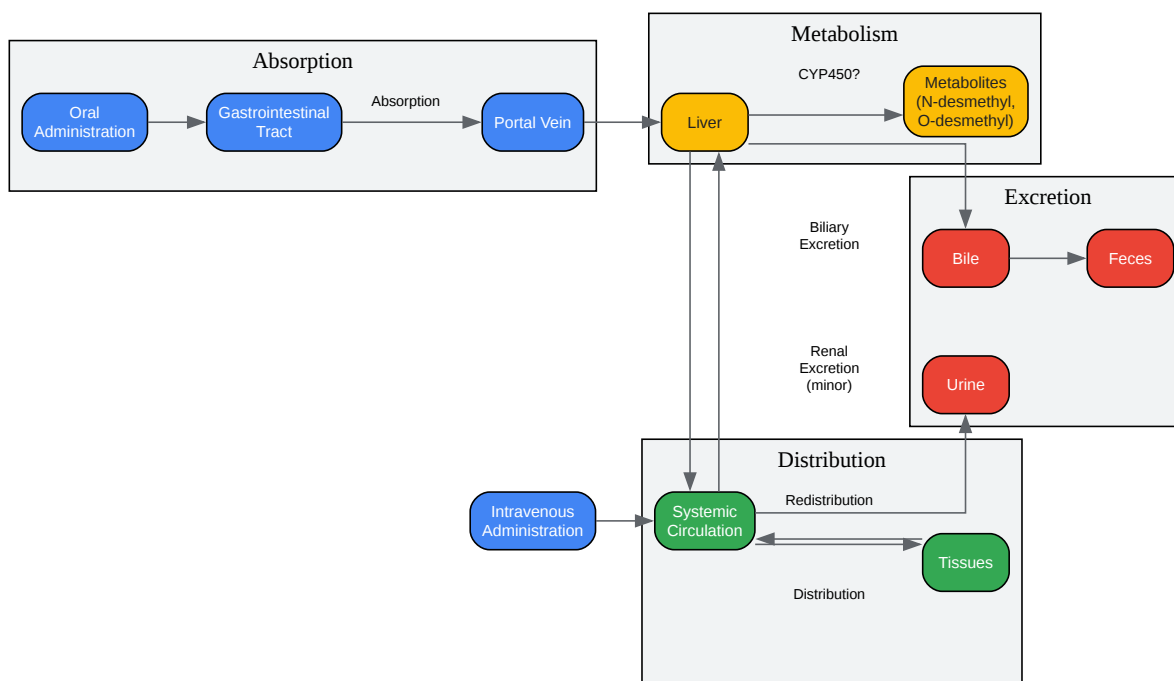 Metabolism
Absorption
CYP450?
Metabolites
(N-desmethyl,
O-desmethyl)
Oral
Administration
Gastrointestinal
Tract
Absorption
Portal Vein
Liver
Excretion
Biliary
Excretion
Bile
Feces
Renal
Excretion
(minor)
Urine
Distribution
Intravenous
Administration
Systemic
Circulation
Redistribution
Tissues
Distribution